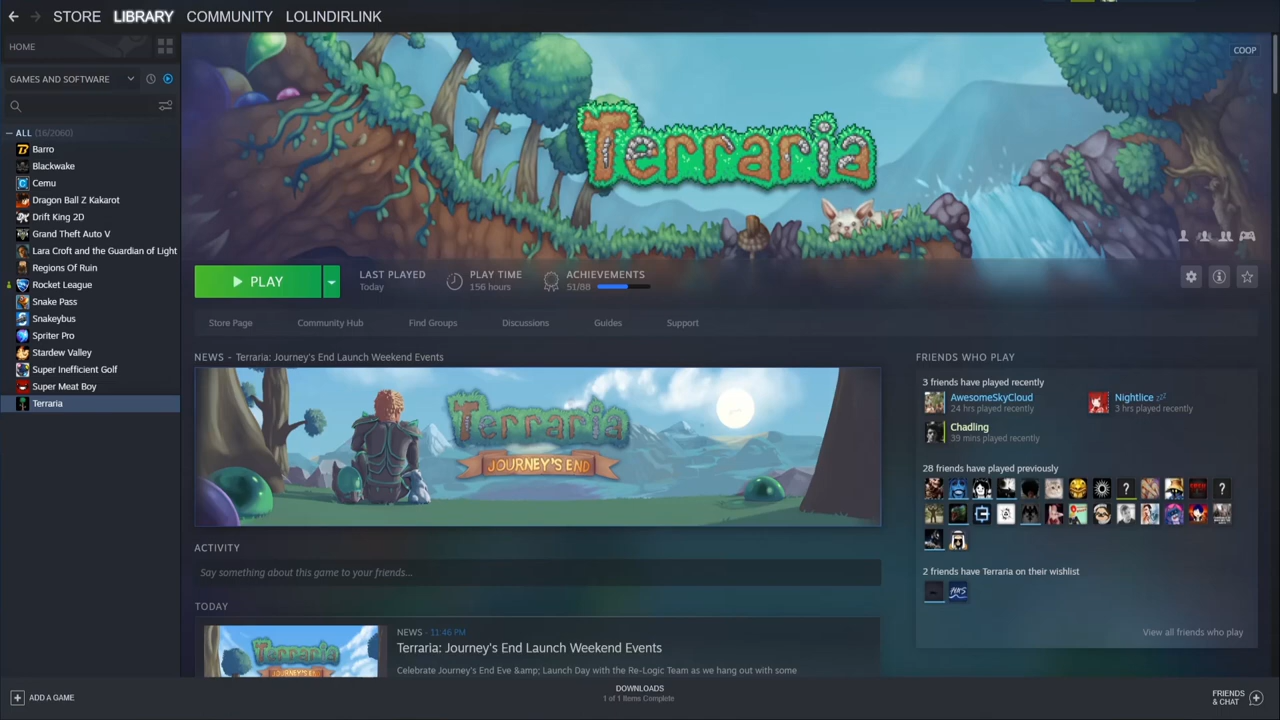 STORE LIBRARY COMMUNITY LOLINDIRLINK
HOME
GAMES AND SOFTWARE
ALL (16/2060)
Barro
Blackwake
Cemu
Dragon Ball Z Kakarot
Drift King 2D
Grand Theft Auto V
Lara Croft and the Guardian of Light
Regions Of Ruin
Rocket League
Snake Pass
Snakeybus
Spriter Pro
Stardew Valley
Super Inefficient Golf
Super Meat Boy
Terraria
COOP
Terraria
PLAY
LAST PLAYED
Today
PLAY TIME
156 hours
ACHIEVEMENTS
51/88
Store Page Community Hub Find Groups Discussions Guides Support
NEWS - Terraria: Journey's End Launch Weekend Events
Terraria
JOURNEY'S END
ACTIVITY
Say something about this game to your friends...
TODAY
Terraria
JOURNEY'S END
NEWS - 11:46 PM
Terraria: Journey's End Launch Weekend Events
Celebrate Journey's End Eve &amp; Launch Day with the Re-Logic Team as we hang out with some
FRIENDS WHO PLAY
3 friends have played recently
AwesomeSkyCloud
24 hrs played recently
Nightlice zzz
3 hrs played recently
Chadling
39 mins played recently
28 friends have played previously
? ?
2 friends have Terraria on their wishlist
View all friends who play
ADD A GAME
DOWNLOADS
1 of 1 Items Complete
FRIENDS
& CHAT